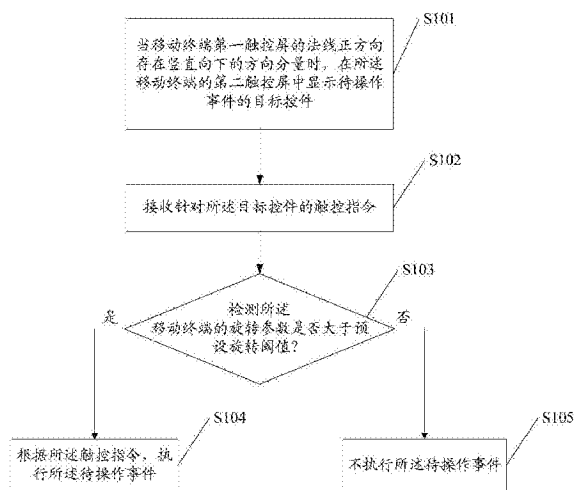 S101
当移动终端第一触控屏的法线正方向
存在竖直向下的方向分量时，在所述
移动终端的第二触控屏中显示待操作
事件的目标控件
S102
接收针对所述目标控件的触控指令
S103
检测所述
移动终端的旋转参数是否大于预
设旋转阈值？
是
否
S104
根据所述触控指令，执
行所述待操作事件
S105
不执行所述待操作事件